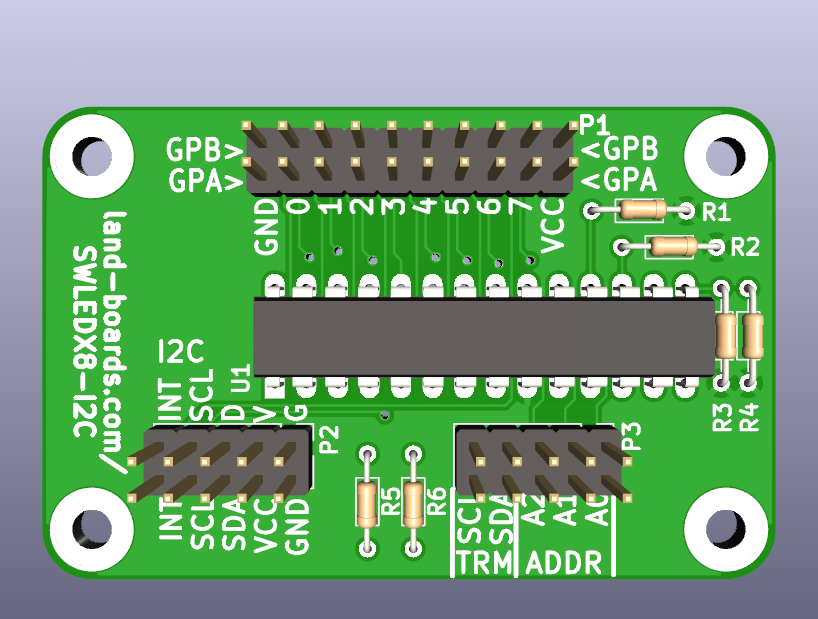 P1
GPB> <GPB
GPA> <GPA
GND 0 1 2 3 4 5 6 7 VCC
R1
R2
land-boards.com/
SWLEDX8-I2C
I2C
U1
INT SCL D V G
R3 R4
P2
P3
R5 R6
INT SCL SDA VCC GND
SCL SDA A2 A1 A0
TRM ADDR